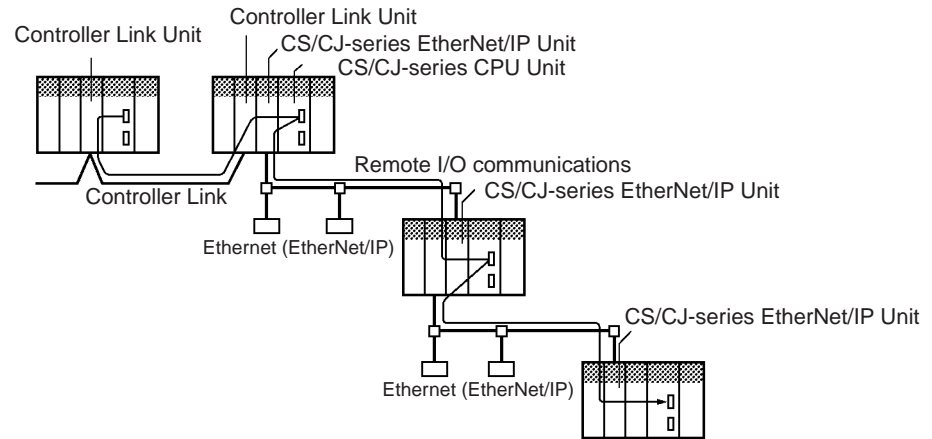 Controller Link Unit
Controller Link Unit
CS/CJ-series EtherNet/IP Unit
CS/CJ-series CPU Unit
Remote I/O communications
Controller Link
CS/CJ-series EtherNet/IP Unit
Ethernet (EtherNet/IP)
CS/CJ-series EtherNet/IP Unit
Ethernet (EtherNet/IP)